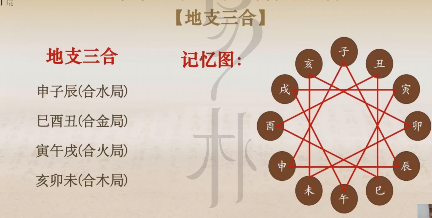 【地支三合】
地支三合
记忆图：
申子辰(合水局)
巳酉丑(合金局)
寅午戌(合火局)
亥卯未(合木局)
子
亥
丑
戌
寅
酉
卯
申
辰
未
巳
午
易
朴